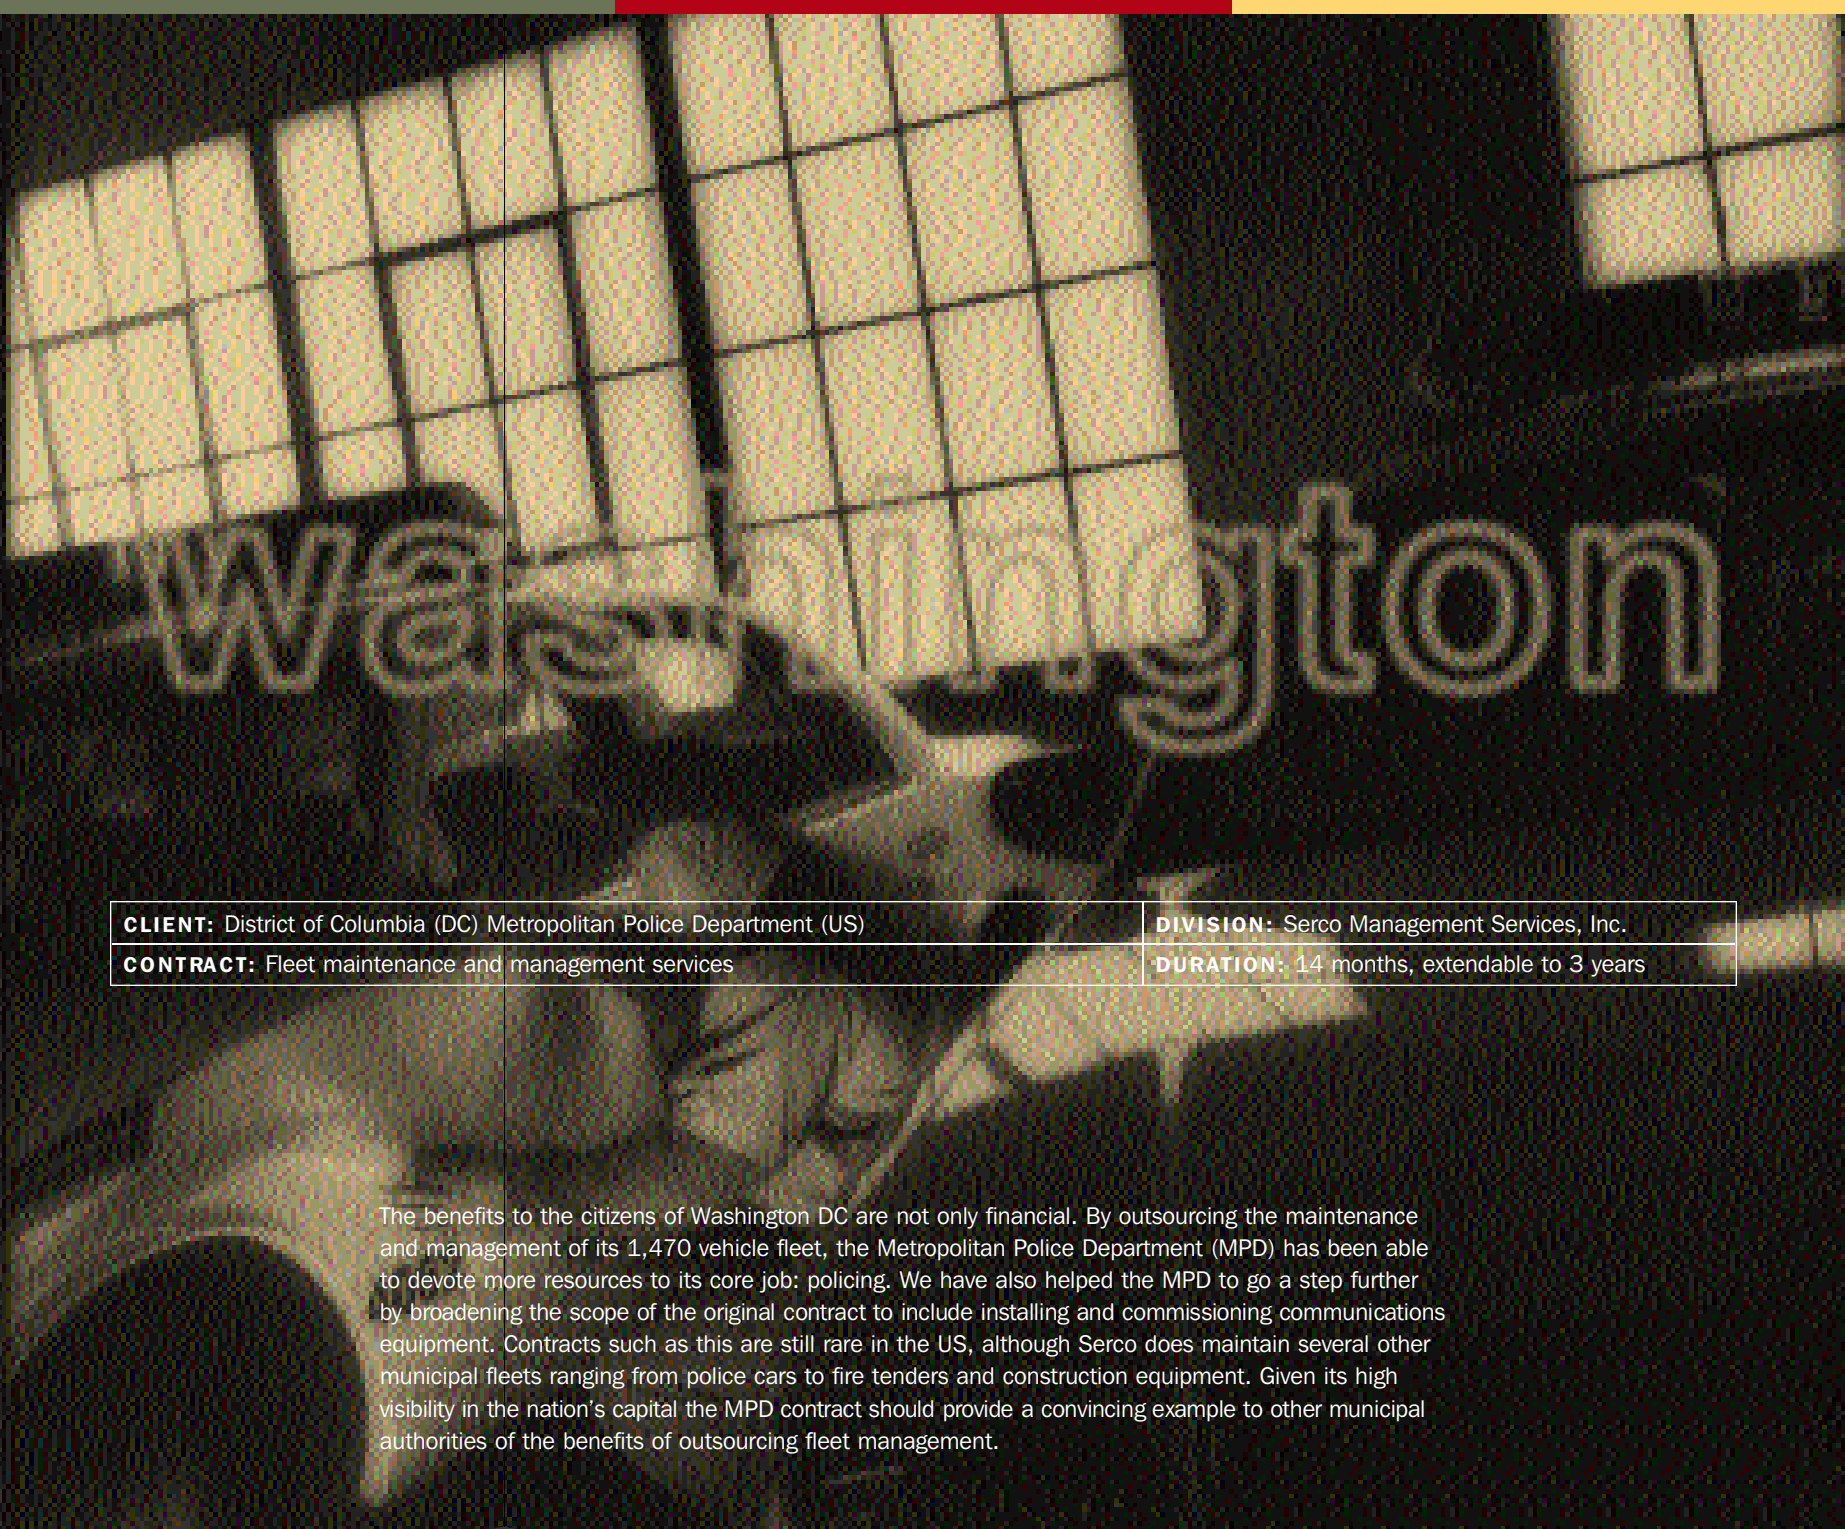 washington
CLIENT: District of Columbia (DC) Metropolitan Police Department (US)
DIVISION: Serco Management Services, Inc.
CONTRACT: Fleet maintenance and management services
DURATION: 14 months, extendable to 3 years
The benefits to the citizens of Washington DC are not only financial. By outsourcing the maintenance
and management of its 1,470 vehicle fleet, the Metropolitan Police Department (MPD) has been able
to devote more resources to its core job: policing. We have also helped the MPD to go a step further
by broadening the scope of the original contract to include installing and commissioning communications
equipment. Contracts such as this are still rare in the US, although Serco does maintain several other
municipal fleets ranging from police cars to fire tenders and construction equipment. Given its high
visibility in the nation’s capital the MPD contract should provide a convincing example to other municipal
authorities of the benefits of outsourcing fleet management.